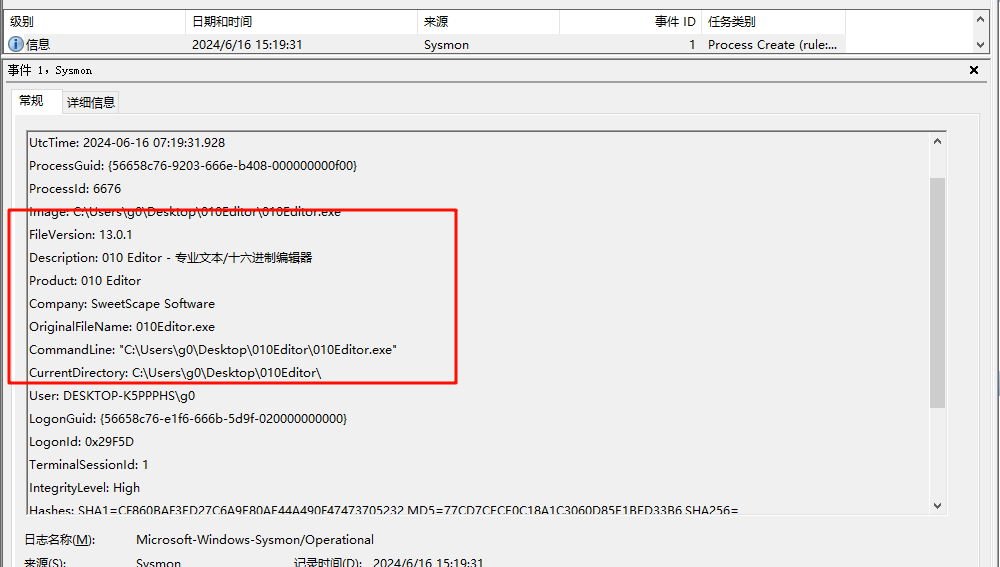 级别 日期和时间 来源 事件 ID 任务类别
信息 2024/6/16 15:19:31 Sysmon 1 Process Create (rule:...
事件 1, Sysmon
常规 详细信息
UtcTime: 2024-06-16 07:19:31.928
ProcessGuid: {56658c76-9203-666e-b408-000000000f00}
ProcessId: 6676
Image: C:\Users\g0\Desktop\010Editor\010Editor.exe
FileVersion: 13.0.1
Description: 010 Editor - 专业文本/十六进制编辑器
Product: 010 Editor
Company: SweetScape Software
OriginalFileName: 010Editor.exe
CommandLine: "C:\Users\g0\Desktop\010Editor\010Editor.exe"
CurrentDirectory: C:\Users\g0\Desktop\010Editor\
User: DESKTOP-K5PPPHS\g0
LogonGuid: {56658c76-e1f6-666b-5d9f-020000000000}
LogonId: 0x29F5D
TerminalSessionId: 1
IntegrityLevel: High
Hashes:
日志名称(M): Microsoft-Windows-Sysmon/Operational
来源(S): Sysmon 记录时间(D): 2024/6/16 15:19:31